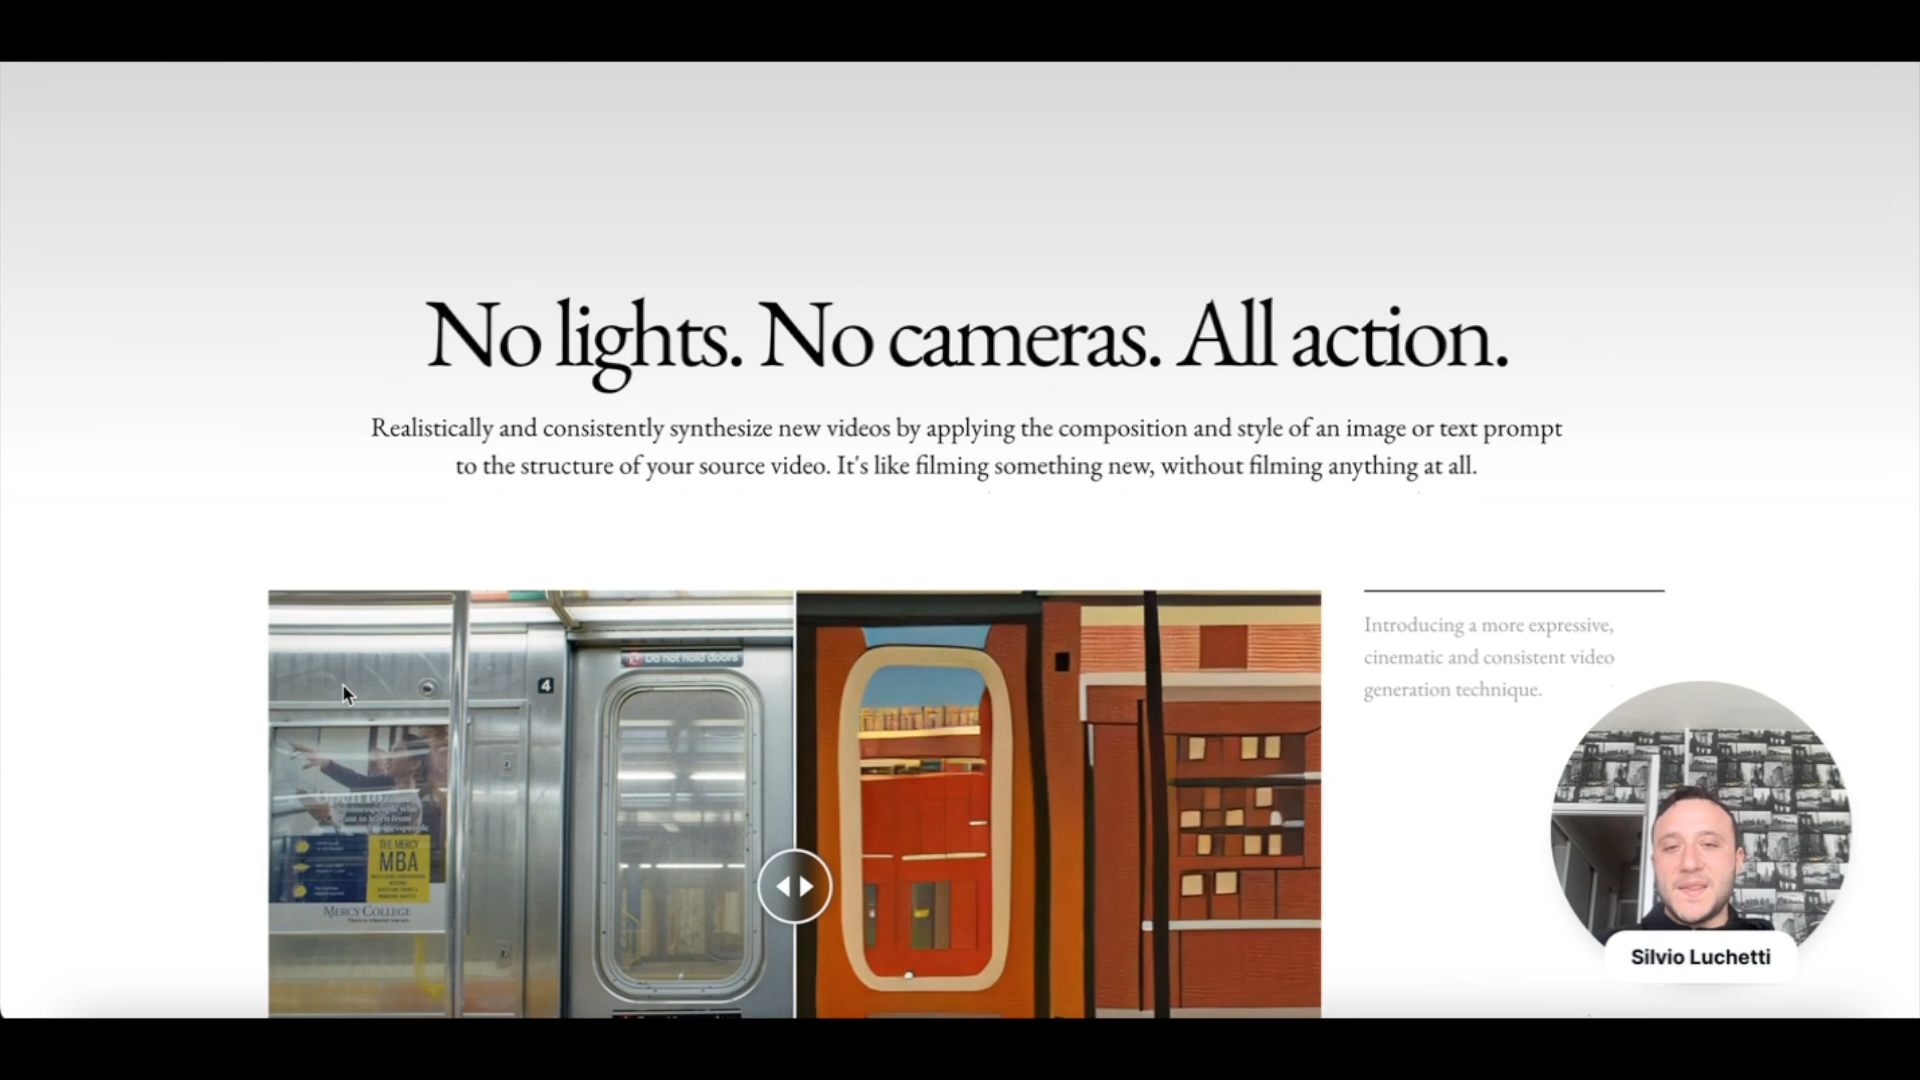 No lights. No cameras. All action.
Realistically and consistently synthesize new videos by applying the composition and style of an image or text prompt
to the structure of your source video. It's like filming something new, without filming anything at all.
Introducing a more expressive,
cinematic and consistent video
generation technique.
Do not hold doors
4
THE MERCY
MBA
MERCY COLLEGE
Silvio Luchetti